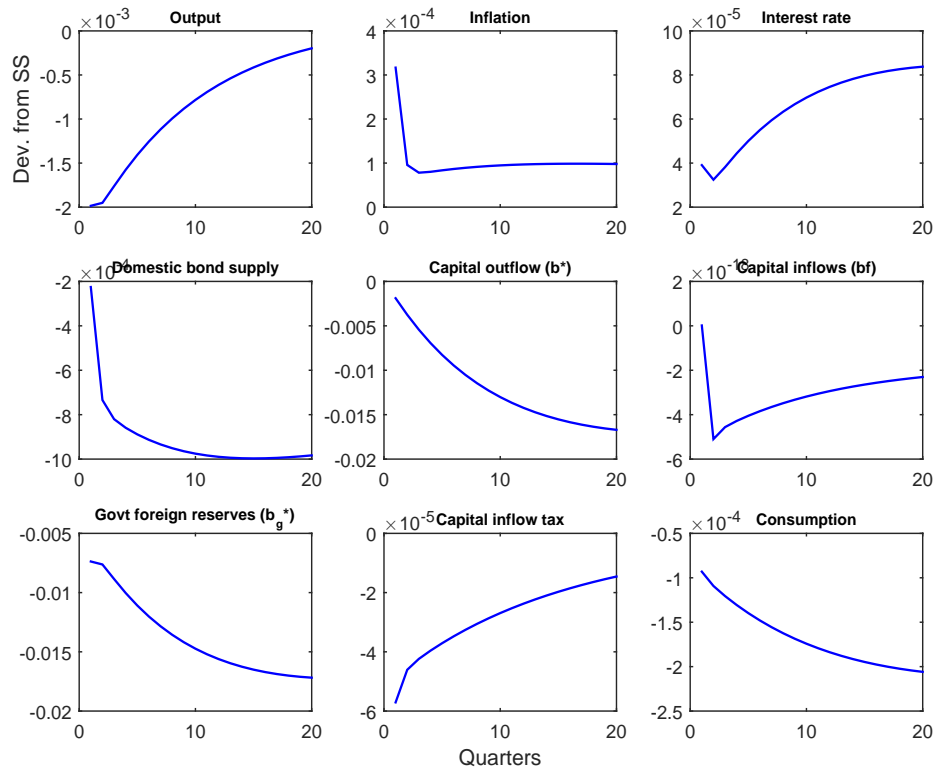 ×10⁻³ Output
0
-0.5
-1
-1.5
-2
0 10 20
Dev. from SS
Inflation
×10⁻⁴
4
3
2
1
0
0 10 20
Interest rate
×10⁻⁵
10
8
6
4
2
0 10 20
Domestic bond supply
×10⁻⁴
-2
-4
-6
-8
-10
0 10 20
Capital outflow (b*)
0
-0.005
-0.01
-0.015
-0.02
0 10 20
Capital inflows (bf)
2
0
-2
-4
-6
0 10 20
Govt foreign reserves (b_g*)
-0.005
-0.01
-0.015
-0.02
0 10 20
×10⁻⁵ Capital inflow tax
0
-2
-4
-6
0 10 20
Quarters
×10⁻⁴ Consumption
-0.5
-1
-1.5
-2
-2.5
0 10 20